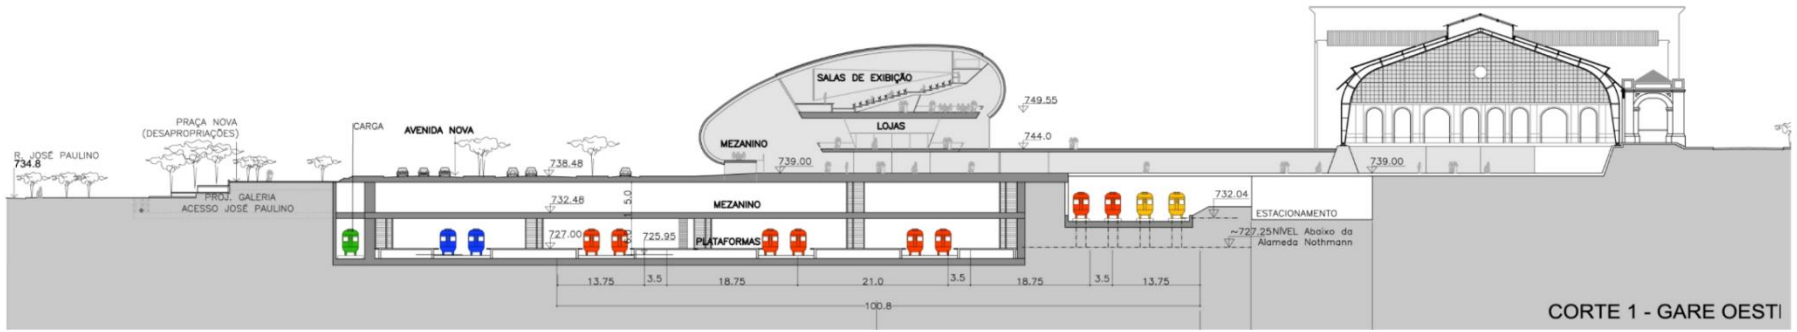 SALAS DE EXIBIÇÃO
749.55
PRAÇA NOVA
(DESAPROPRIAÇÕES)
CARGA
AVENIDA NOVA
LOJAS
744.0
MEZANINO
R. JOSÉ PAULINO
734.8
738.48
739.00
739.00
PROJ. GALERIA
ACESSO JOSÉ PAULINO
732.48
5.0
MEZANINO
732.04
ESTACIONAMENTO
727.00
725.95
PLATAFORMAS
~727.25NÍVEL Abaixo da
Alameda Nothmann
13.75
3.5
18.75
21.0
3.5
18.75
3.5
13.75
100.8
CORTE 1 - GARE OEST